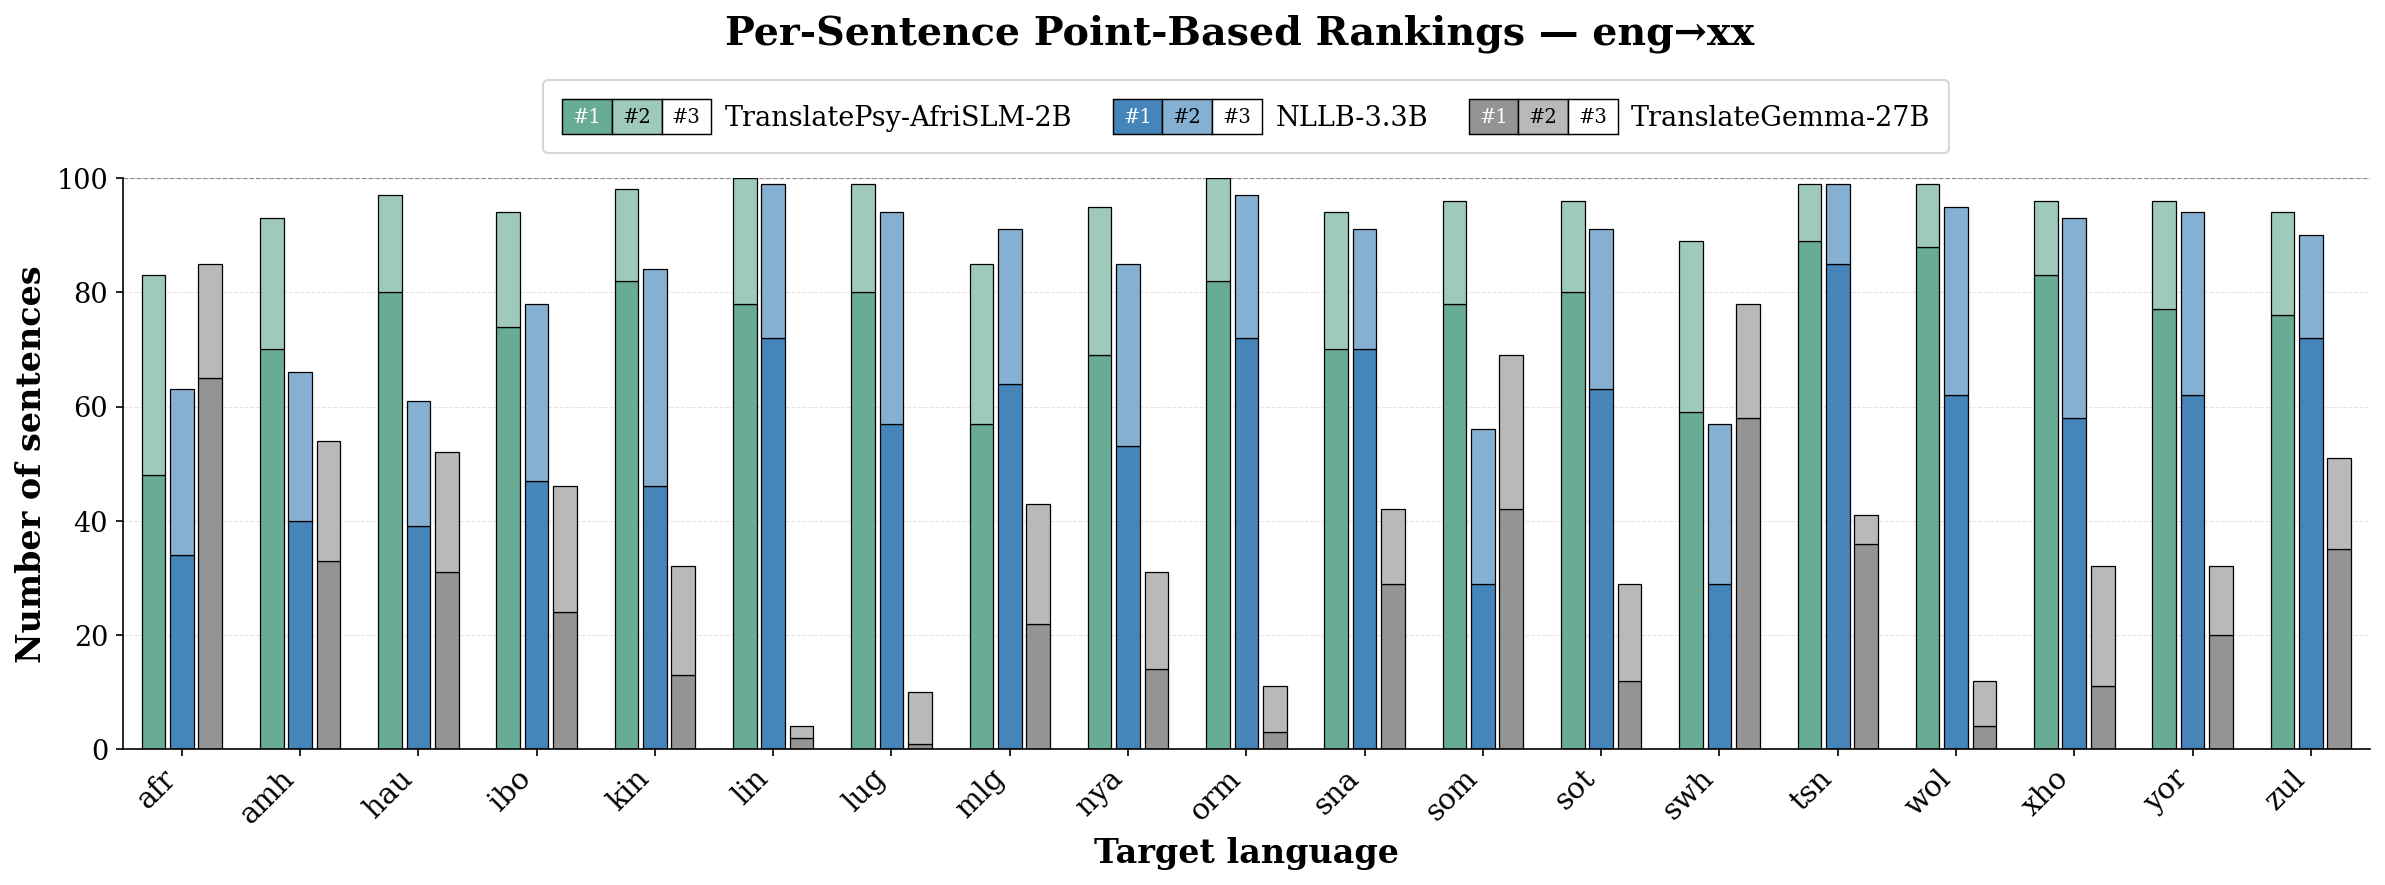 Per-Sentence Point-Based Rankings — eng→xx
#1 #2 #3 TranslatePsy-AfriSLM-2B #1 #2 #3 NLLB-3.3B #1 #2 #3 TranslateGemma-27B
Number of sentences
100
80
60
40
20
0
afr amh hau ibo kin lin lug mlg nya orm sna som sot swh tsn wol xho yor zul
Target language